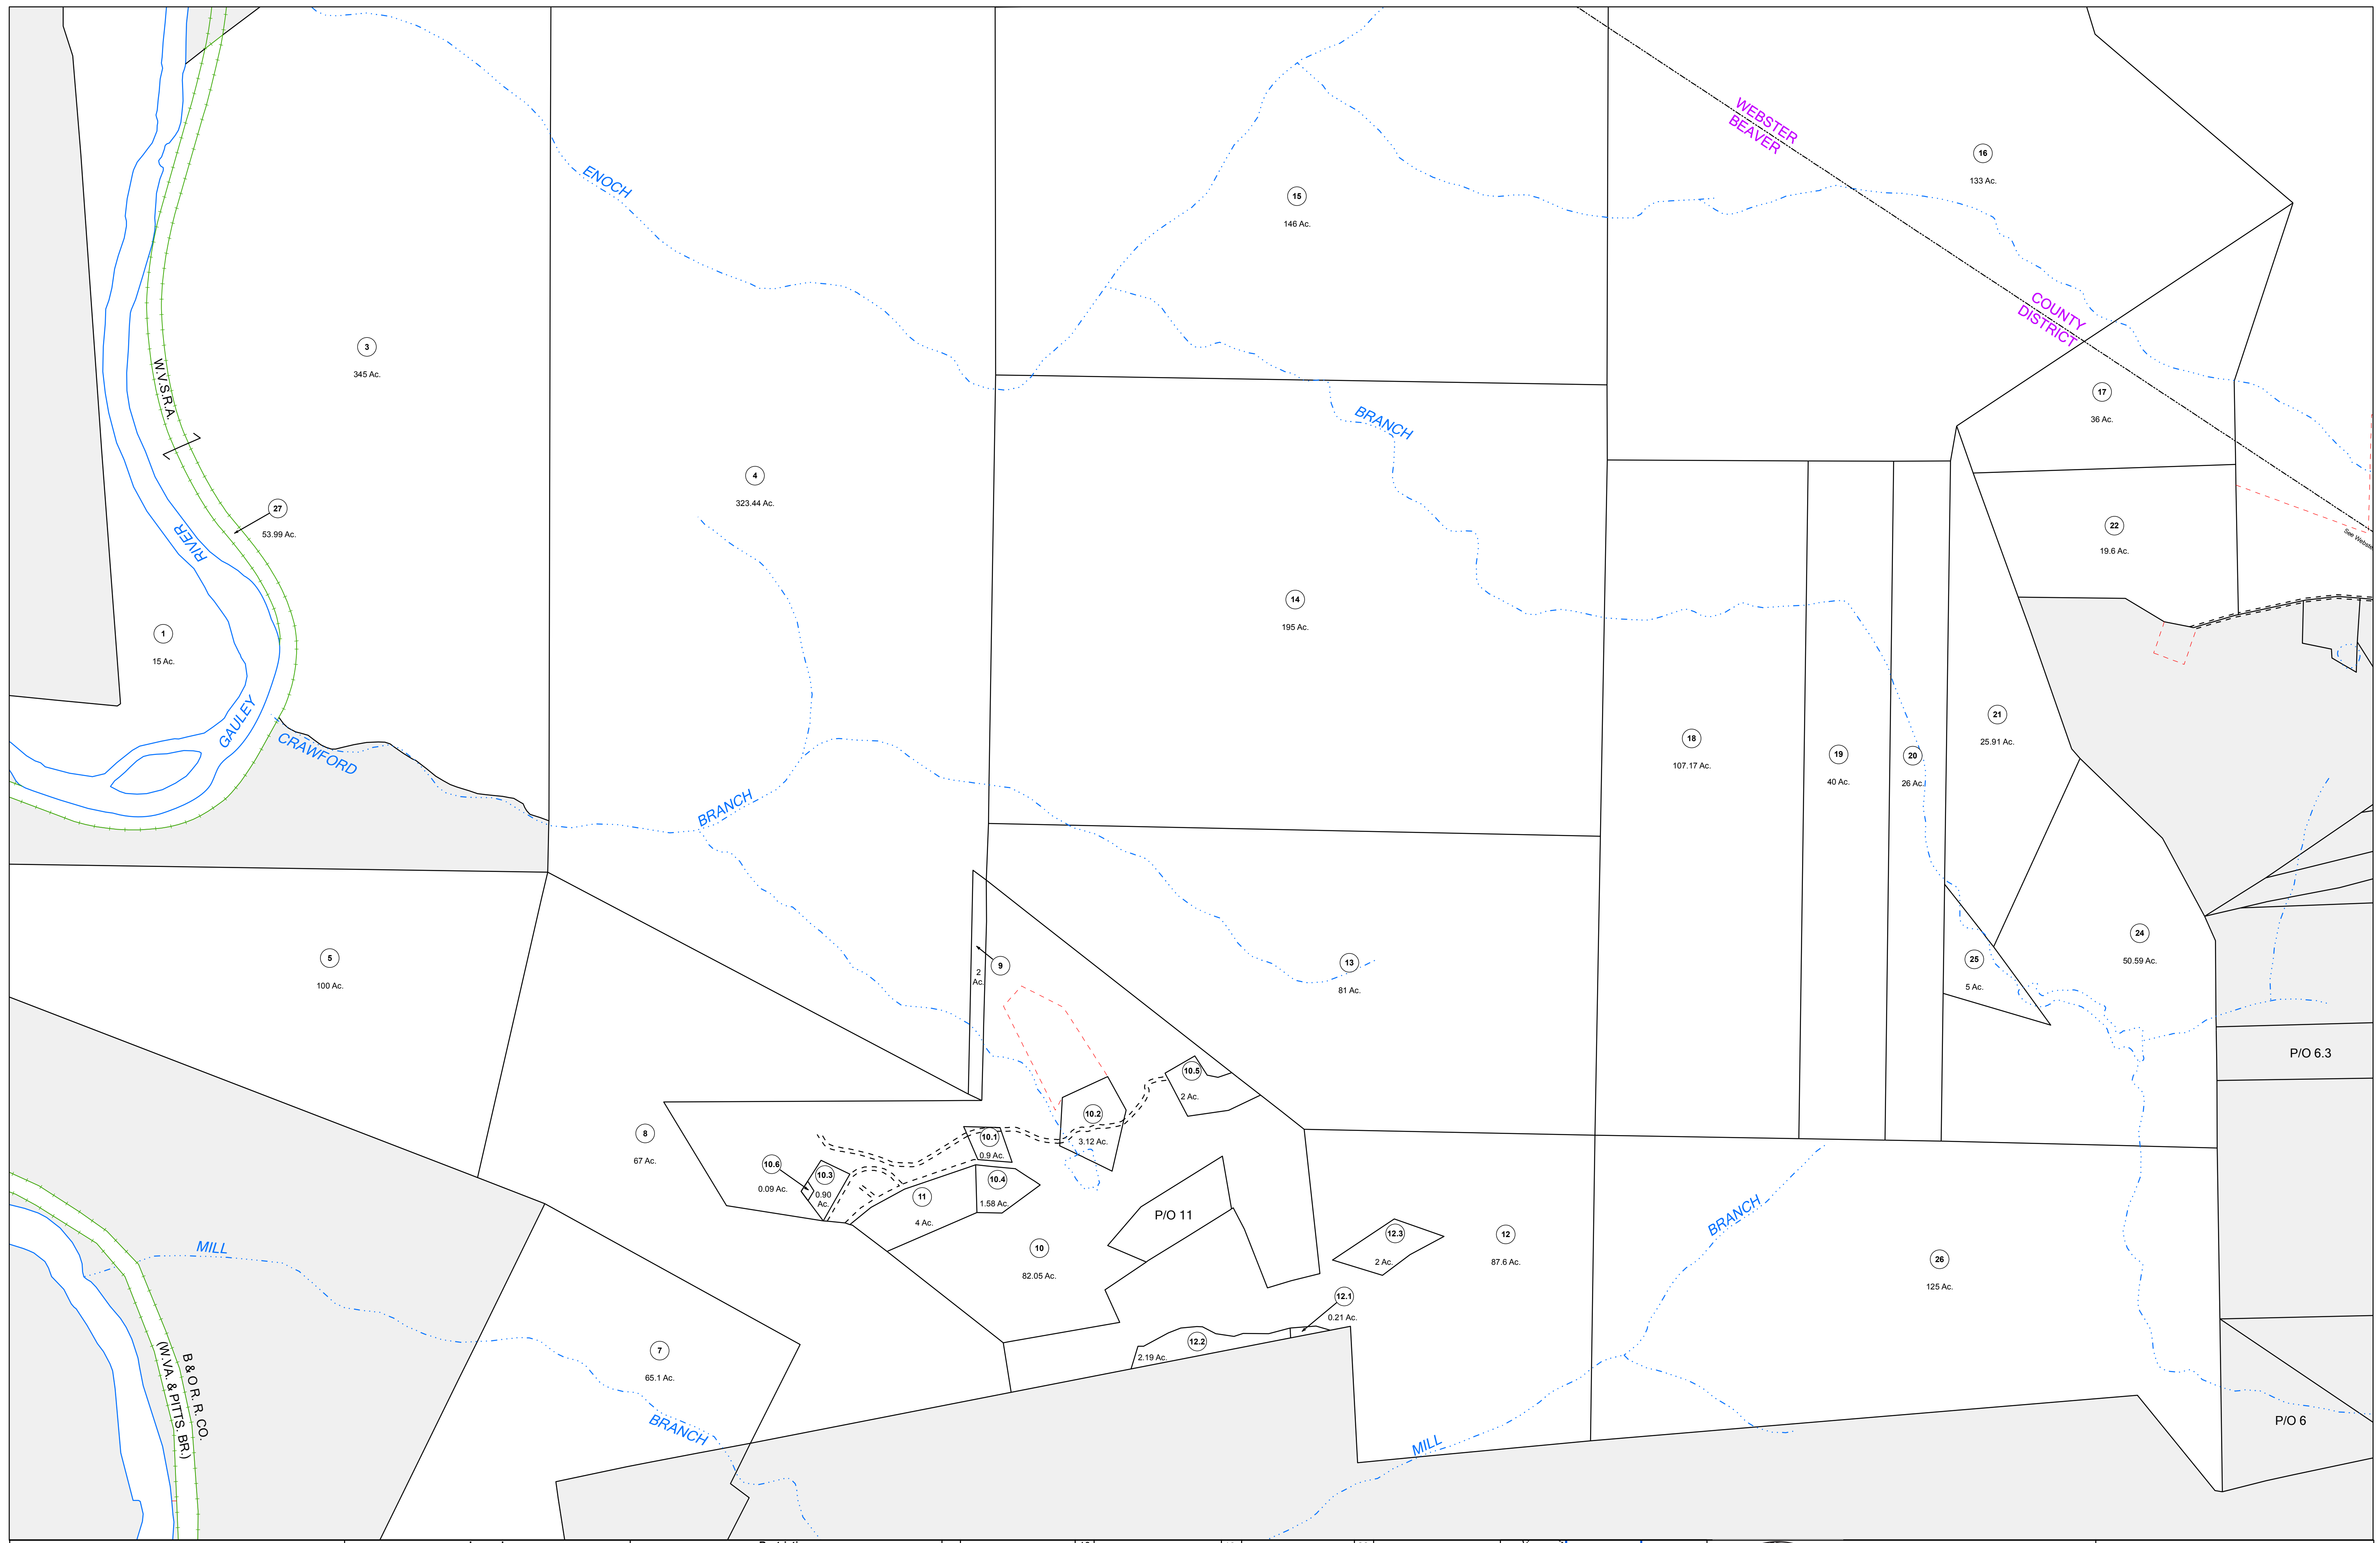 WEBSTER
BEAVER
16
133 Ac.
ENOCH
15
146 Ac.
COUNTY
DISTRICT
3
345 Ac.
W.V.S.R.A.
17
36 Ac.
BRANCH
4
323.44 Ac.
27
53.99 Ac.
RIVER
22
19.6 Ac.
See Webste
14
195 Ac.
1
15 Ac.
GAULEY
CRAWFORD
21
25.91 Ac.
18
107.17 Ac.
19
40 Ac.
20
26 Ac.
BRANCH
5
100 Ac.
9
2
Ac.
13
81 Ac.
24
50.59 Ac.
25
5 Ac.
P/O 6.3
10.5
2 Ac.
10.2
3.12 Ac.
8
67 Ac.
10.1
0.9 Ac.
10.6
0.09 Ac.
10.3
0.90
Ac.
10.4
1.58 Ac.
11
4 Ac.
P/O 11
10
82.05 Ac.
12.3
2 Ac.
12
87.6 Ac.
BRANCH
26
125 Ac.
MILL
12.1
0.21 Ac.
12.2
2.19 Ac.
7
65.1 Ac.
B & O R. R. CO.
(W.VA. & PITTS. BR.)
BRANCH
MILL
P/O 6